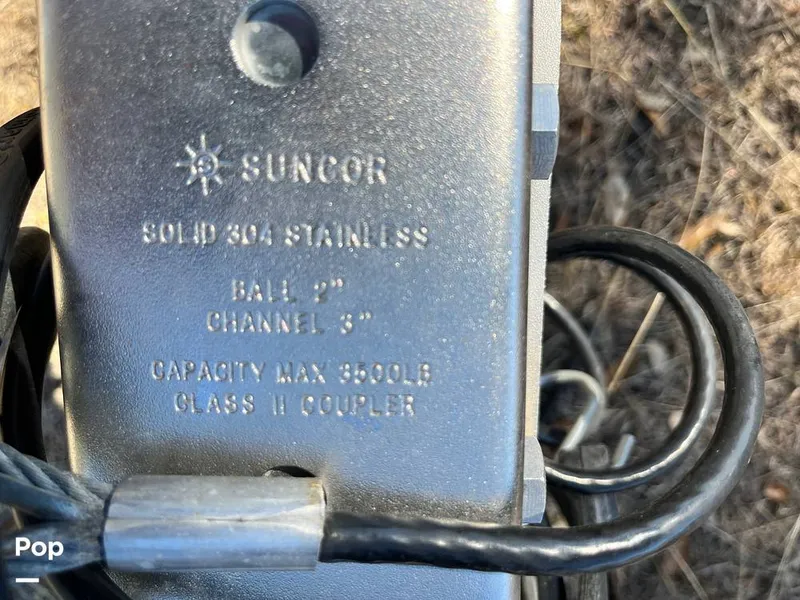 SUNCOR
SOLID 304 STAINLESS
BALL 2"
CHANNEL 3"
CAPACITY MAX 3500LB
CLASS II COUPLER
Pop